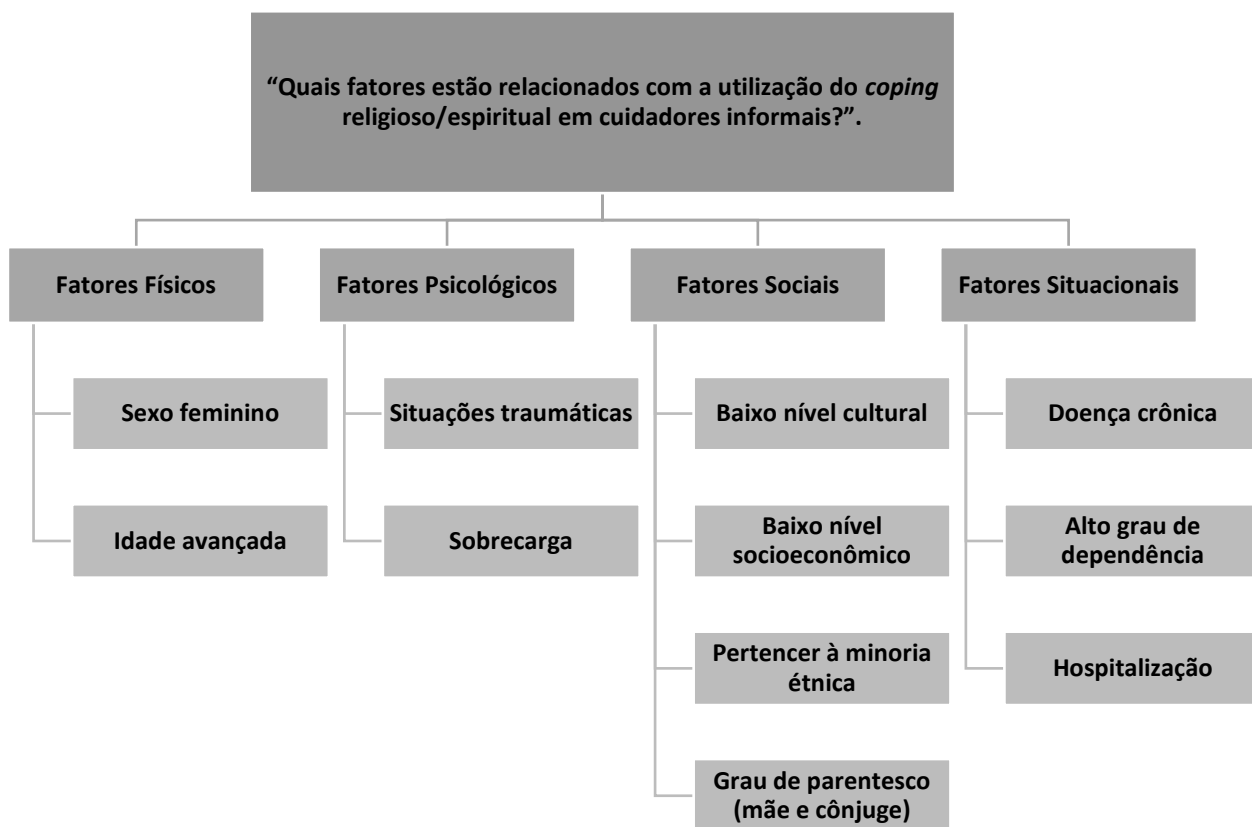 “Quais fatores estão relacionados com a utilização do coping
religioso/espiritual em cuidadores informais?”.
Fatores Físicos
Sexo feminino
Idade avançada
Fatores Psicológicos
Situações traumáticas
Sobrecarga
Fatores Sociais
Baixo nível cultural
Baixo nível
socioeconômico
Pertencer à minoria
étnica
Grau de parentesco
(mãe e cônjuge)
Fatores Situacionais
Doença crônica
Alto grau de
dependência
Hospitalização